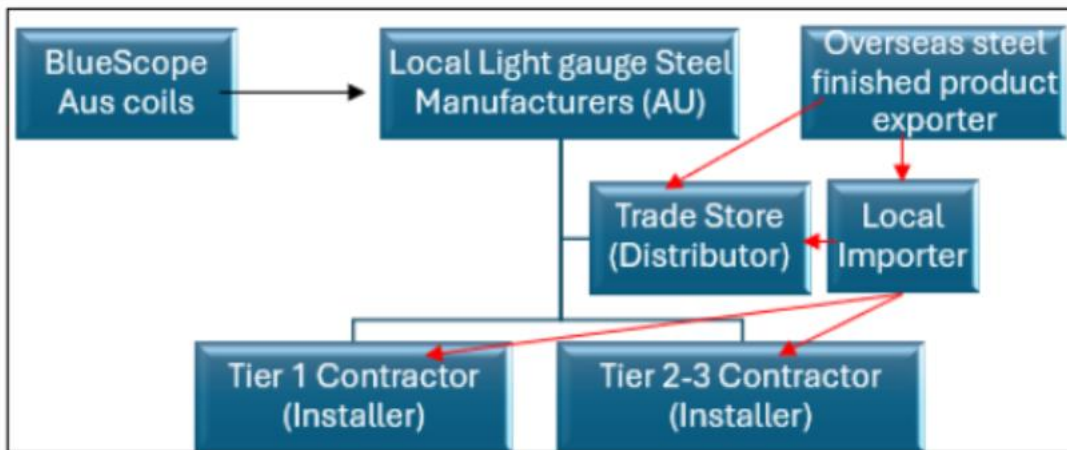 BlueScope
Aus coils
Local Light gauge Steel
Manufacturers (AU)
Overseas steel
finished product
exporter
Trade Store
(Distributor)
Local
Importer
Tier 1 Contractor
(Installer)
Tier 2-3 Contractor
(Installer)